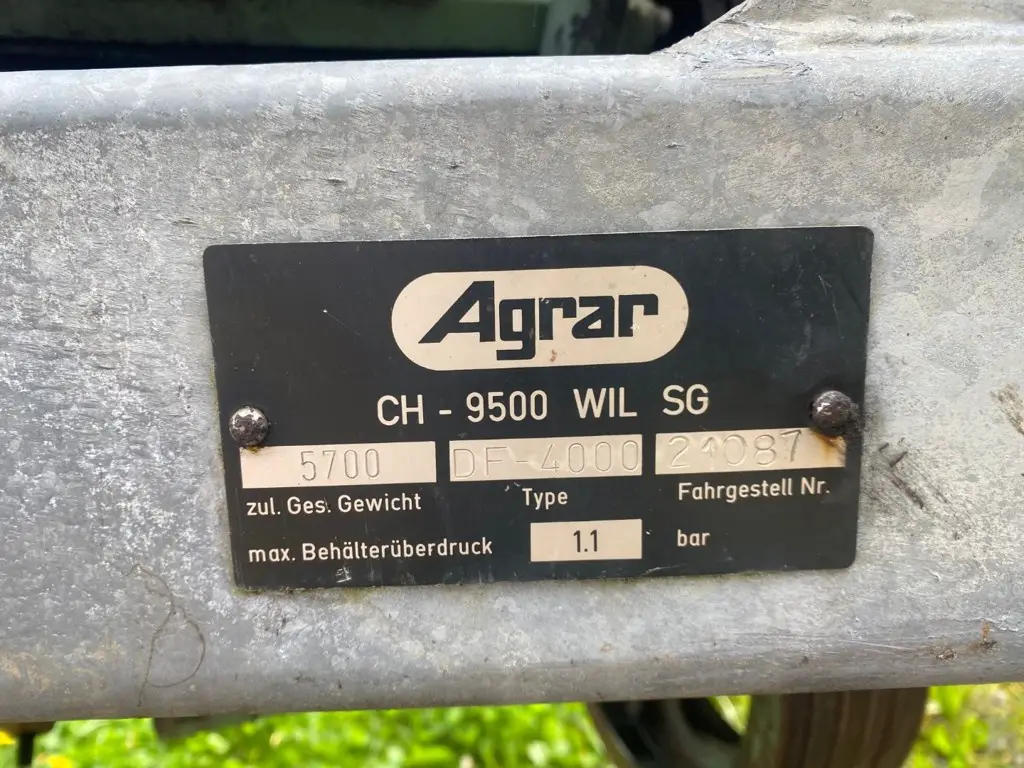 Agrar
CH - 9500 WIL SG
5700 DF-4000 21087
zul. Ges. Gewicht Type Fahrgestell Nr.
max. Behälterüberdruck 1.1 bar